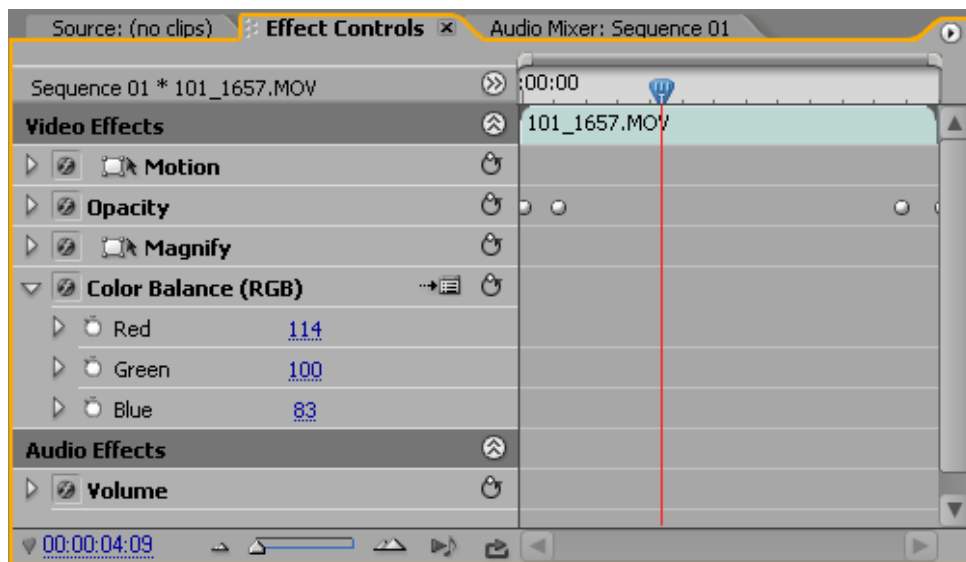 Source: (no clips) Effect Controls Audio Mixer: Sequence 01
Sequence 01 * 101_1657.MOV :00:00
Video Effects 101_1657.MOV
Motion
Opacity
Magnify
Color Balance (RGB)
Red 114
Green 100
Blue 83
Audio Effects
Volume
00:00:04:09